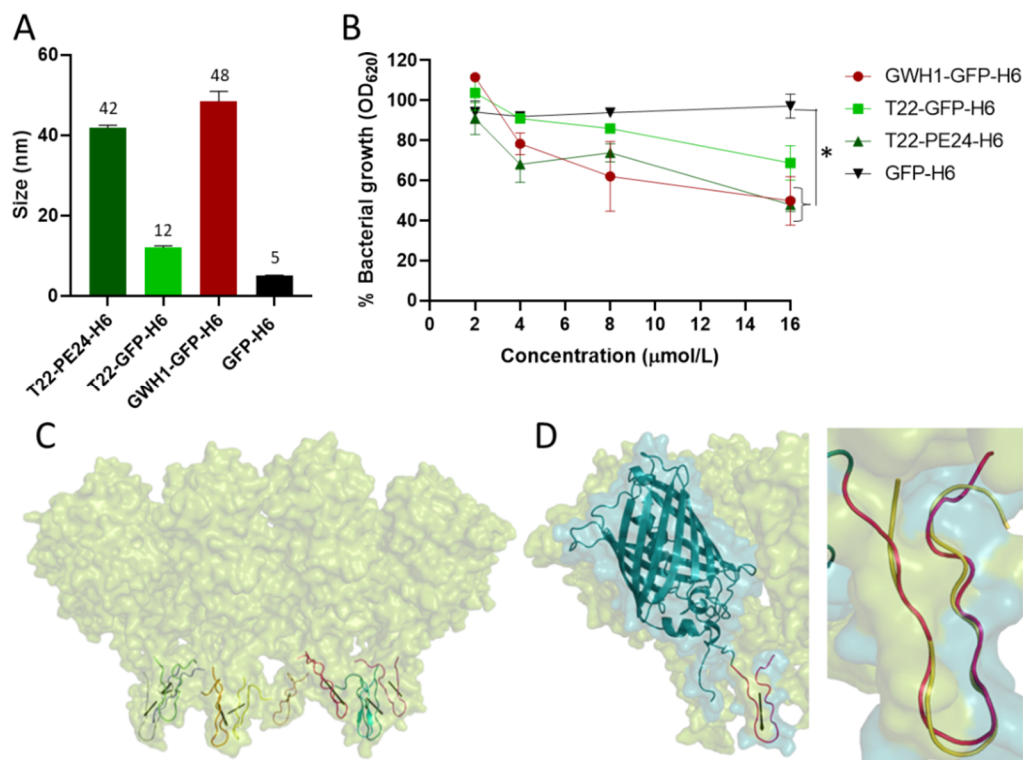 A
60
40
20
0
Size (nm)
42
12
48
5
T22-PE24-H6
T22-GFP-H6
GWH1-GFP-H6
GFP-H6
B
120
100
80
60
40
20
0
% Bacterial growth (OD620)
0 2 4 6 8 10 12 14 16
Concentration (μmol/L)
*
GWH1-GFP-H6
T22-GFP-H6
T22-PE24-H6
GFP-H6
C
D